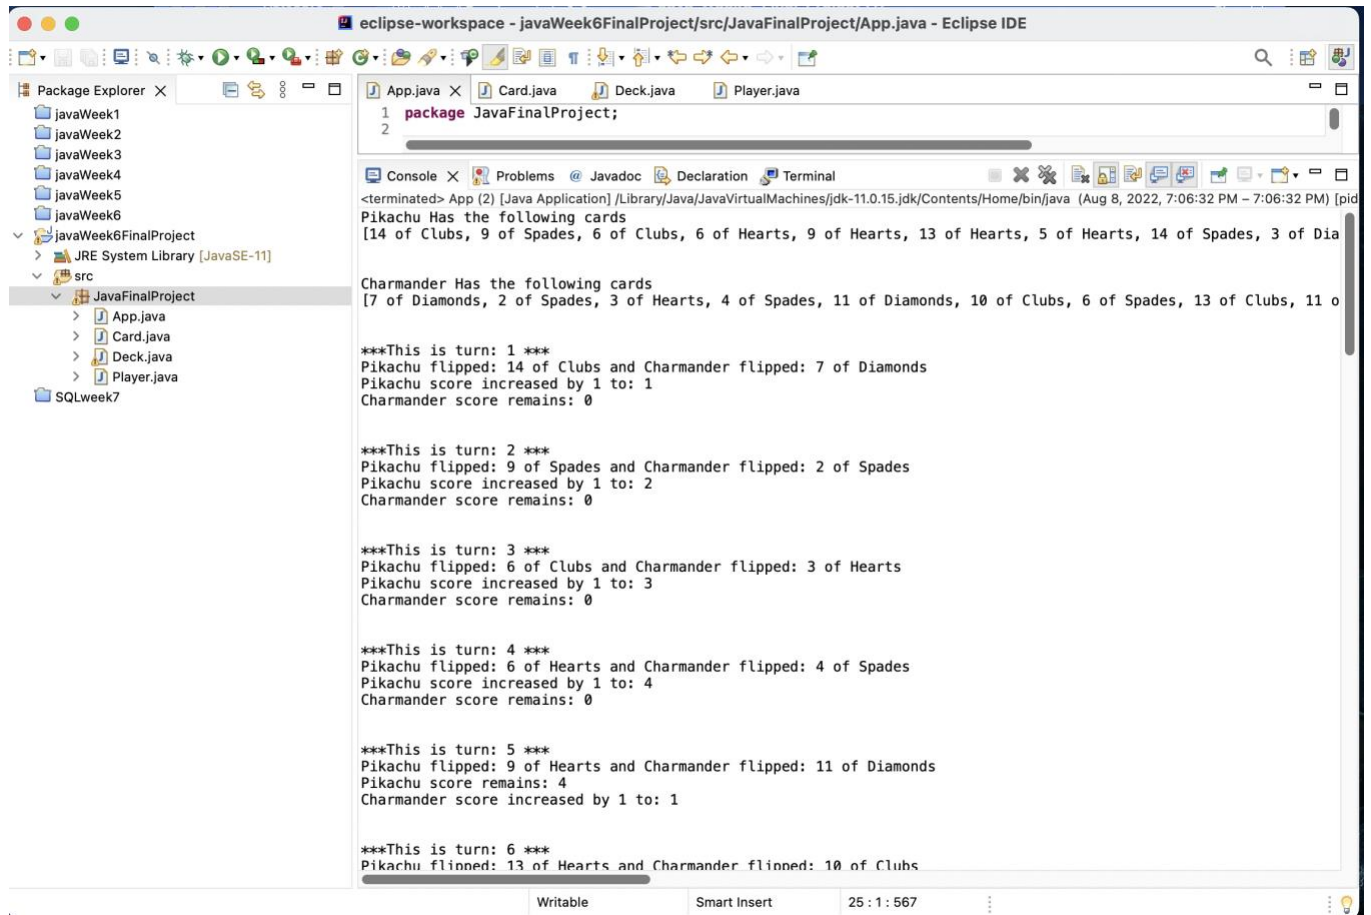 eclipse-workspace - javaWeek6FinalProject/src/JavaFinalProject/App.java - Eclipse IDE
Package Explorer
javaWeek1
javaWeek2
javaWeek3
javaWeek4
javaWeek5
javaWeek6
javaWeek6FinalProject
JRE System Library [JavaSE-11]
src
JavaFinalProject
App.java
Card.java
Deck.java
Player.java
SQLweek7
App.java Card.java Deck.java Player.java
1 package JavaFinalProject;
2
Console Problems @ Javadoc Declaration Terminal
<terminated> App (2) [Java Application] /Library/Java/JavaVirtualMachines/jdk-11.0.15.jdk/Contents/Home/bin/java (Aug 8, 2022, 7:06:32 PM – 7:06:32 PM) [pid
Pikachu Has the following cards
[14 of Clubs, 9 of Spades, 6 of Clubs, 6 of Hearts, 9 of Hearts, 13 of Hearts, 5 of Hearts, 14 of Spades, 3 of Dia
Charmander Has the following cards
[7 of Diamonds, 2 of Spades, 3 of Hearts, 4 of Spades, 11 of Diamonds, 10 of Clubs, 6 of Spades, 13 of Clubs, 11 o
***This is turn: 1 ***
Pikachu flipped: 14 of Clubs and Charmander flipped: 7 of Diamonds
Pikachu score increased by 1 to: 1
Charmander score remains: 0
***This is turn: 2 ***
Pikachu flipped: 9 of Spades and Charmander flipped: 2 of Spades
Pikachu score increased by 1 to: 2
Charmander score remains: 0
***This is turn: 3 ***
Pikachu flipped: 6 of Clubs and Charmander flipped: 3 of Hearts
Pikachu score increased by 1 to: 3
Charmander score remains: 0
***This is turn: 4 ***
Pikachu flipped: 6 of Hearts and Charmander flipped: 4 of Spades
Pikachu score increased by 1 to: 4
Charmander score remains: 0
***This is turn: 5 ***
Pikachu flipped: 9 of Hearts and Charmander flipped: 11 of Diamonds
Pikachu score remains: 4
Charmander score increased by 1 to: 1
***This is turn: 6 ***
Pikachu flipped: 13 of Hearts and Charmander flipped: 10 of Clubs
Writable Smart Insert 25 : 1 : 567